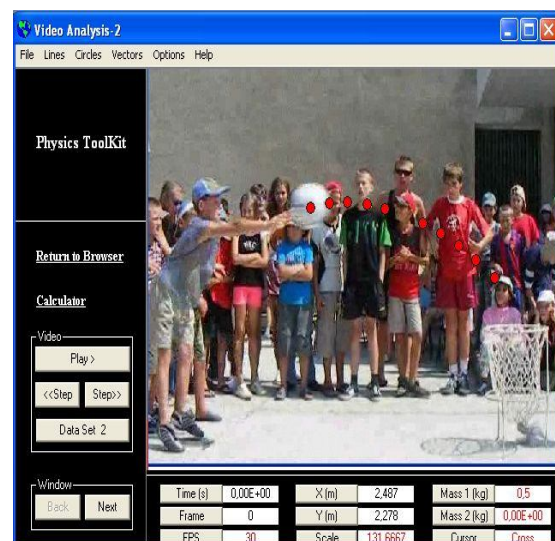 Video Analysis-2
File Lines Circles Vectors Options Help
Physics ToolKit
Return to Browser
Calculator
Video
Play >
<<Step Step>>
Data Set 2
Window
Back Next
Time (s) 0,00E+00 X (m) 2,487 Mass 1 (kg) 0,5
Frame 0 Y (m) 2,278 Mass 2 (kg) 0,00E+00
FPS 30 Scale 131,6667 Cursor Cross